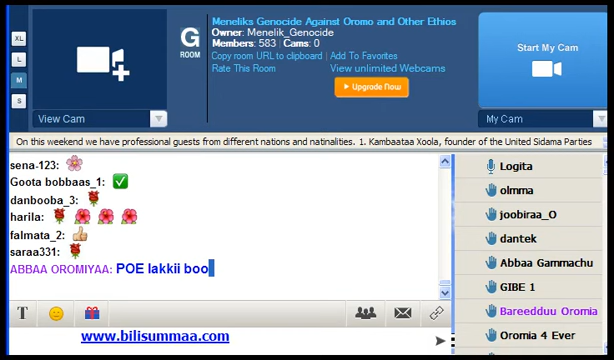 XL
L
M
S
View Cam
G
ROOM
Meneliks Genocide Against Oromo and Other Ethios
Owner: Menelik_Genocide
Members: 583 | Cams: 0
Copy room URL to clipboard | Add To Favorites
Rate This Room
View unlimited Webcams
Upgrade Now
Start My Cam
My Cam
On this weekend we have professional guests from different nations and natinalities. 1. Kambaataa Xoola, founder of the United Sidama Parties
sena-123:
Goota bobbaas_1:
danbooba_3:
harila:
falmata_2:
saraa331:
ABBAA OROMIYAA: POE lakkii boo
T
www.bilisummaa.com
Logita
olmma
joobiraa_O
dantek
Abbaa Gammachu
GIBE 1
Bareedduu Oromia
Oromia 4 Ever